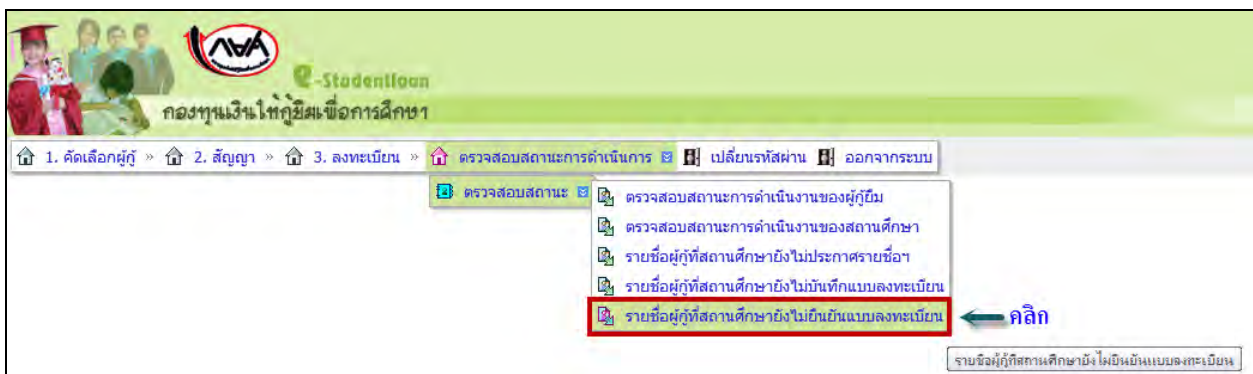 กยศ
e-Studentloan
กองทุนเงินให้กู้ยืมเพื่อการศึกษา
1. คัดเลือกผู้กู้ » 2. สัญญา » 3. ลงทะเบียน » ตรวจสอบสถานะการดำเนินการ เปลี่ยนรหัสผ่าน ออกจากระบบ
ตรวจสอบสถานะ
ตรวจสอบสถานะการดำเนินงานของผู้กู้ยืม
ตรวจสอบสถานะการดำเนินงานของสถานศึกษา
รายชื่อผู้กู้ที่สถานศึกษายังไม่ประกาศรายชื่อฯ
รายชื่อผู้กู้ที่สถานศึกษายังไม่บันทึกแบบลงทะเบียน
รายชื่อผู้กู้ที่สถานศึกษายังไม่ยืนยันแบบลงทะเบียน
คลิก
รายชื่อผู้กู้ที่สถานศึกษายังไม่ยืนยันแบบลงทะเบียน